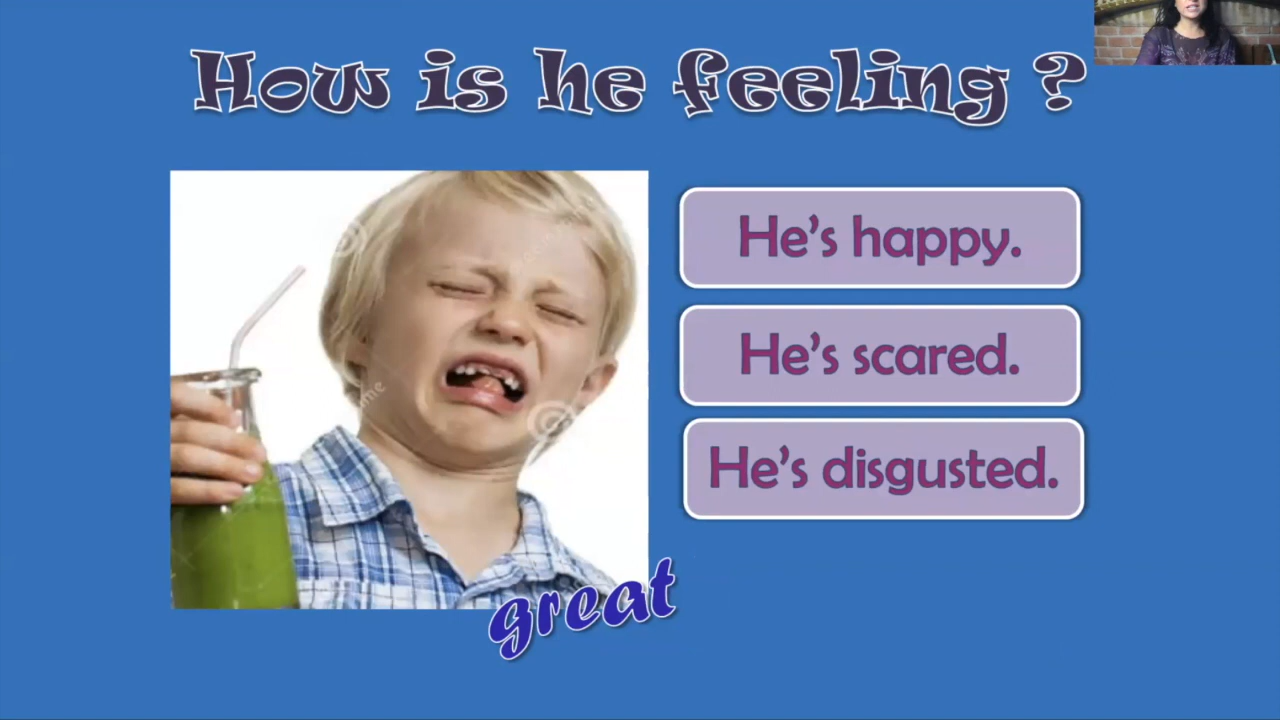 How is he feeling ?
He's happy.
He's scared.
He's disgusted.
great